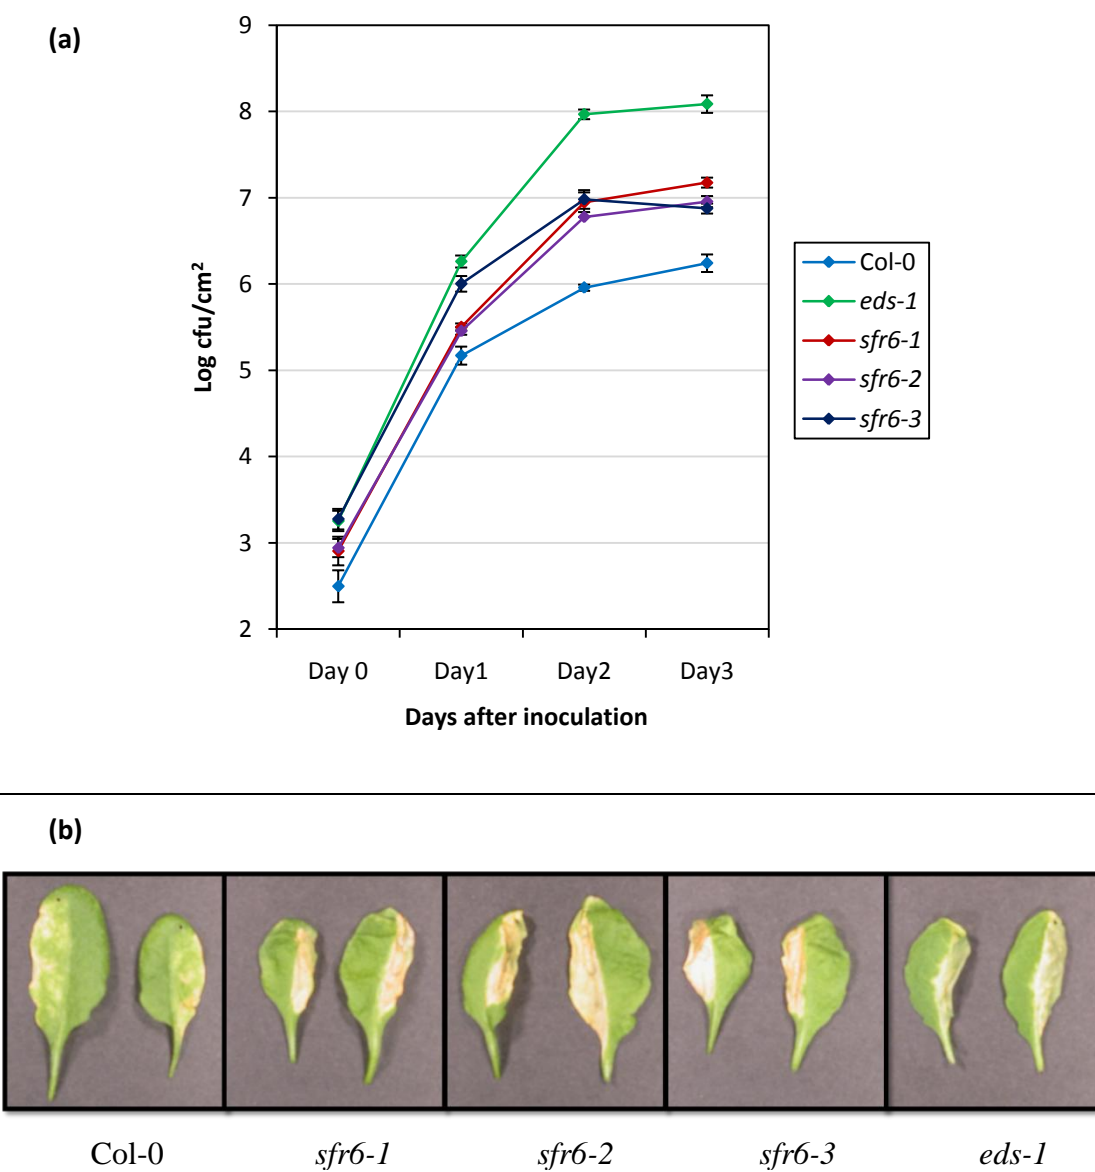 (a)
9
8
7
6
5
4
3
2
Log cfu/cm²
Day 0 Day1 Day2 Day3
Days after inoculation
Col-0
eds-1
sfr6-1
sfr6-2
sfr6-3
(b)
Col-0 sfr6-1 sfr6-2 sfr6-3 eds-1